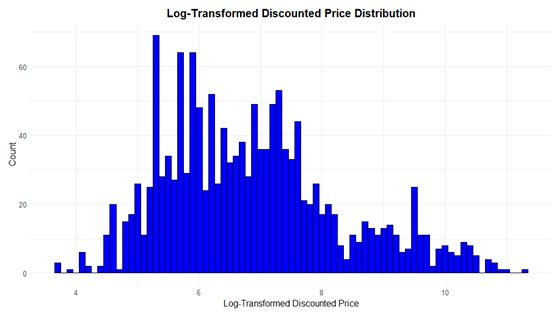 Log-Transformed Discounted Price Distribution
Count
60
40
20
0
4 6 8 10
Log-Transformed Discounted Price